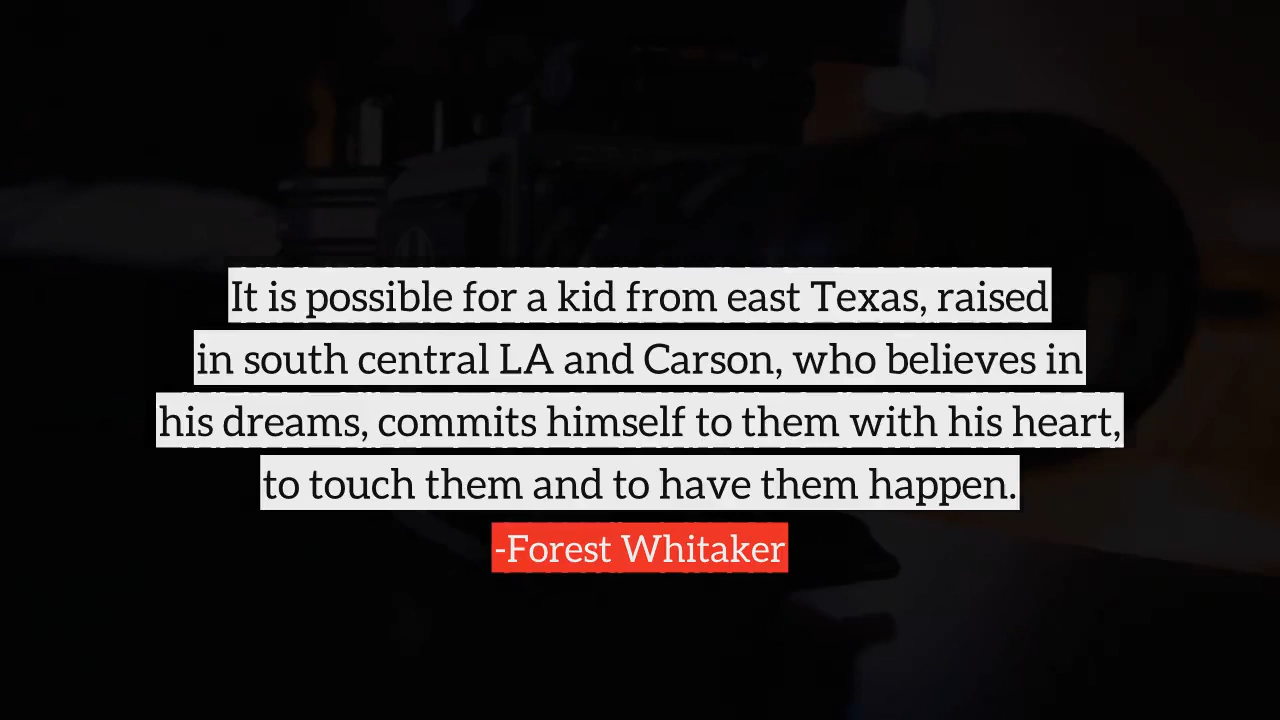 It is possible for a kid from east Texas, raised
in south central LA and Carson, who believes in
his dreams, commits himself to them with his heart,
to touch them and to have them happen.
-Forest Whitaker